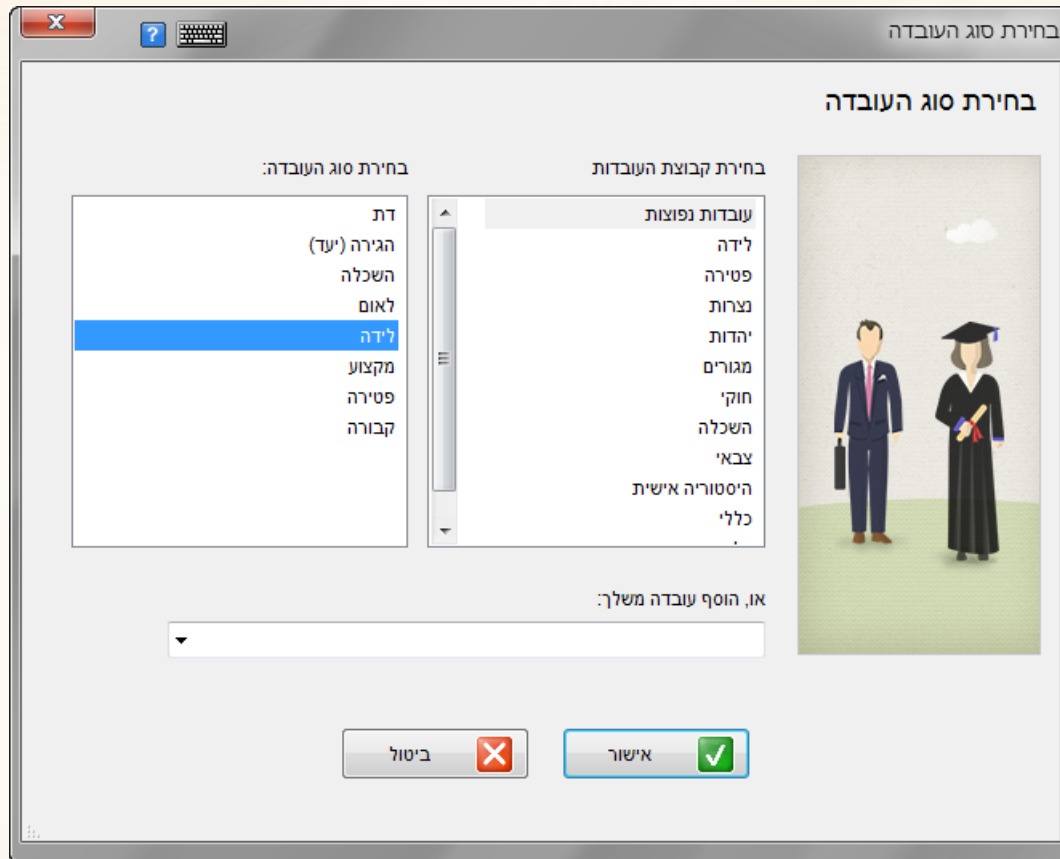 בחירת סוג העובדה
בחירת סוג העובדה
בחירת קבוצת העובדות
עובדות נפוצות
לידה
פטירה
נצרות
יהדות
מגורים
חוקי
השכלה
צבאי
היסטוריה אישית
כללי
בחירת סוג העובדה:
דת
הגירה (יעד)
השכלה
לאום
לידה
מקצוע
פטירה
קבורה
או, הוסף עובדה משלך:
אישור
ביטול